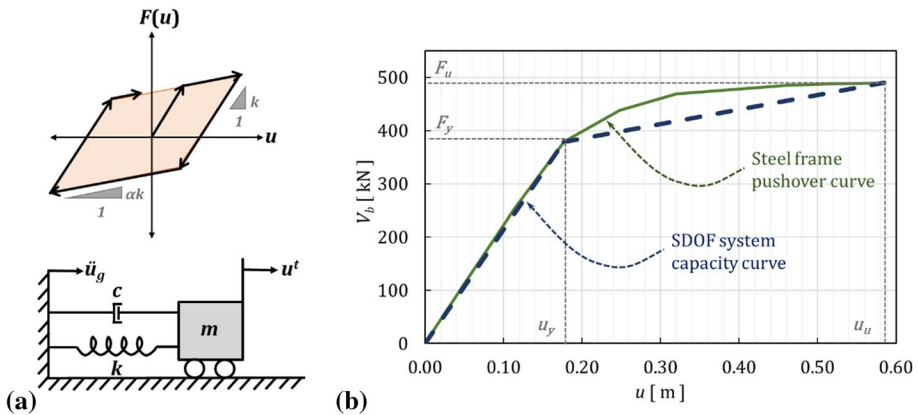 F(u)
k
1
u
αk
1
ü_g
u^t
c
m
k
(a)
(b)
V_b [ kN ]
500
400
300
200
100
0
F_u
F_y
Steel frame
pushover curve
SDOF system
capacity curve
u_y
u_u
0.00
0.10
0.20
0.30
0.40
0.50
0.60
u [ m ]